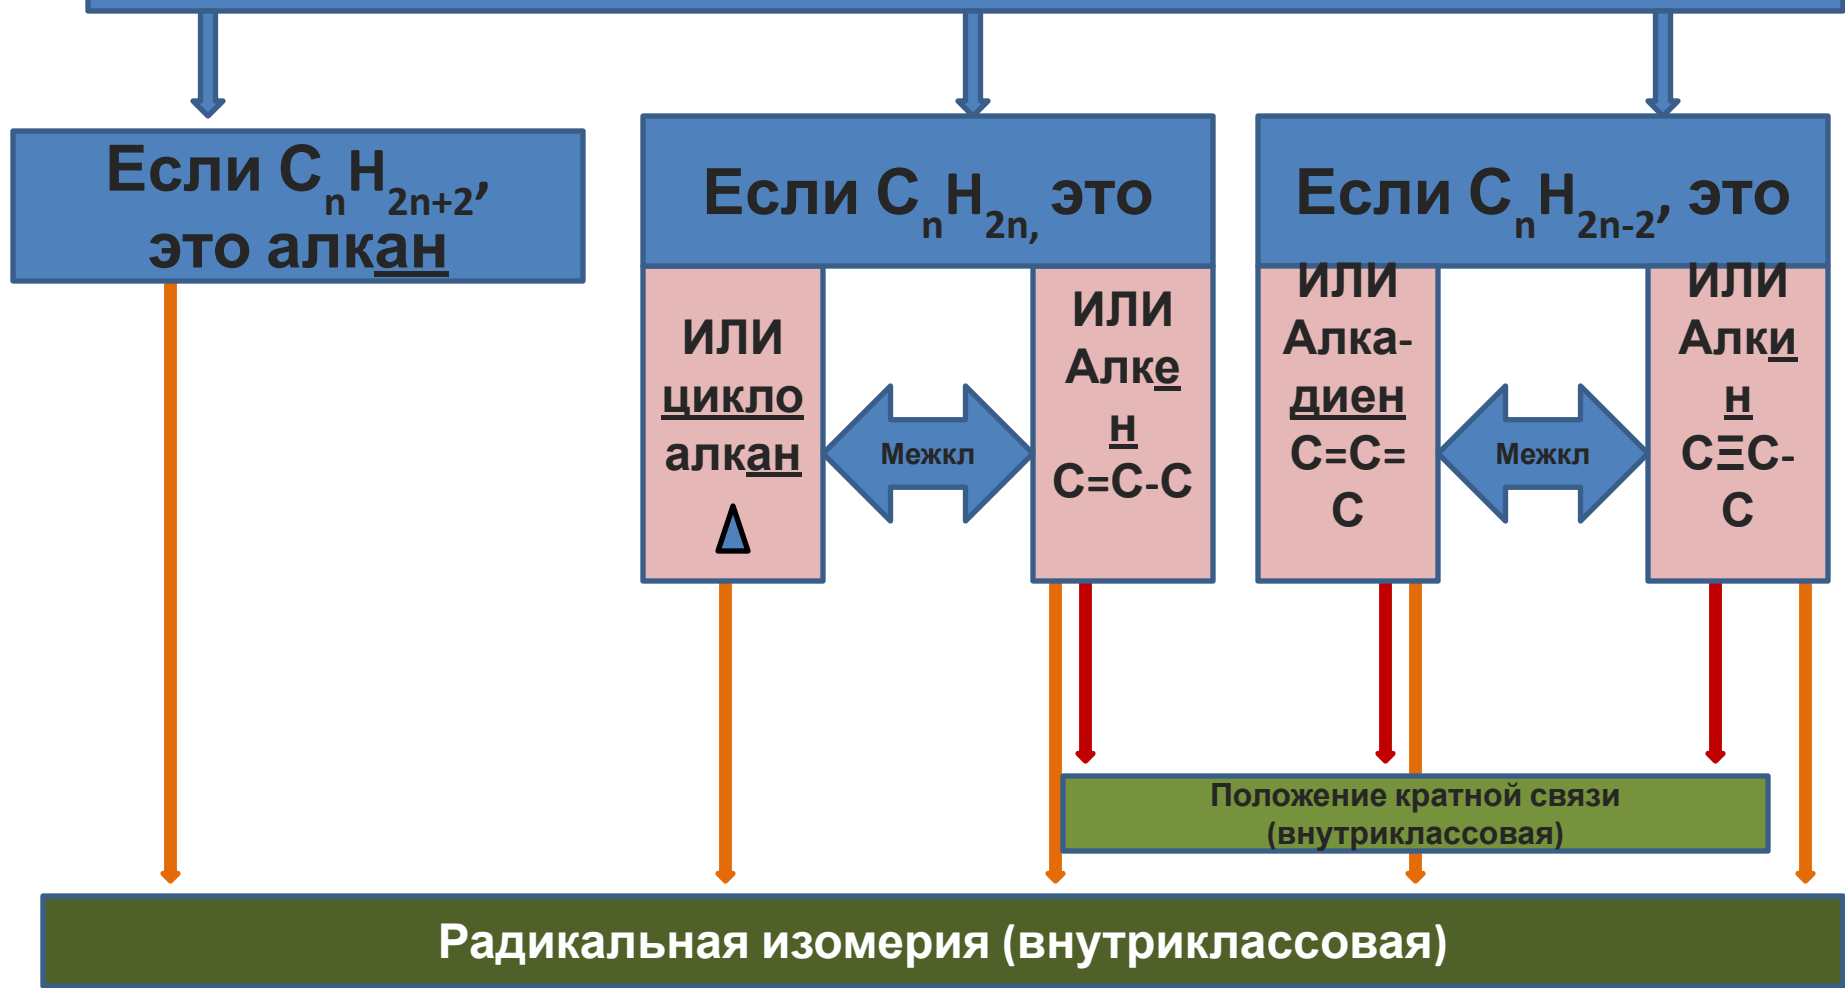 Если CnH2n+2,
это алкан
Если CnH2n, это
ИЛИ
цикло
алкан
Межкл
ИЛИ
Алке
н
С=С-С
Если CnH2n-2, это
ИЛИ
Алка-
диен
С=С=
С
Межкл
ИЛИ
Алки
н
СΞС-
С
Положение кратной связи
(внутриклассовая)
Радикальная изомерия (внутриклассовая)